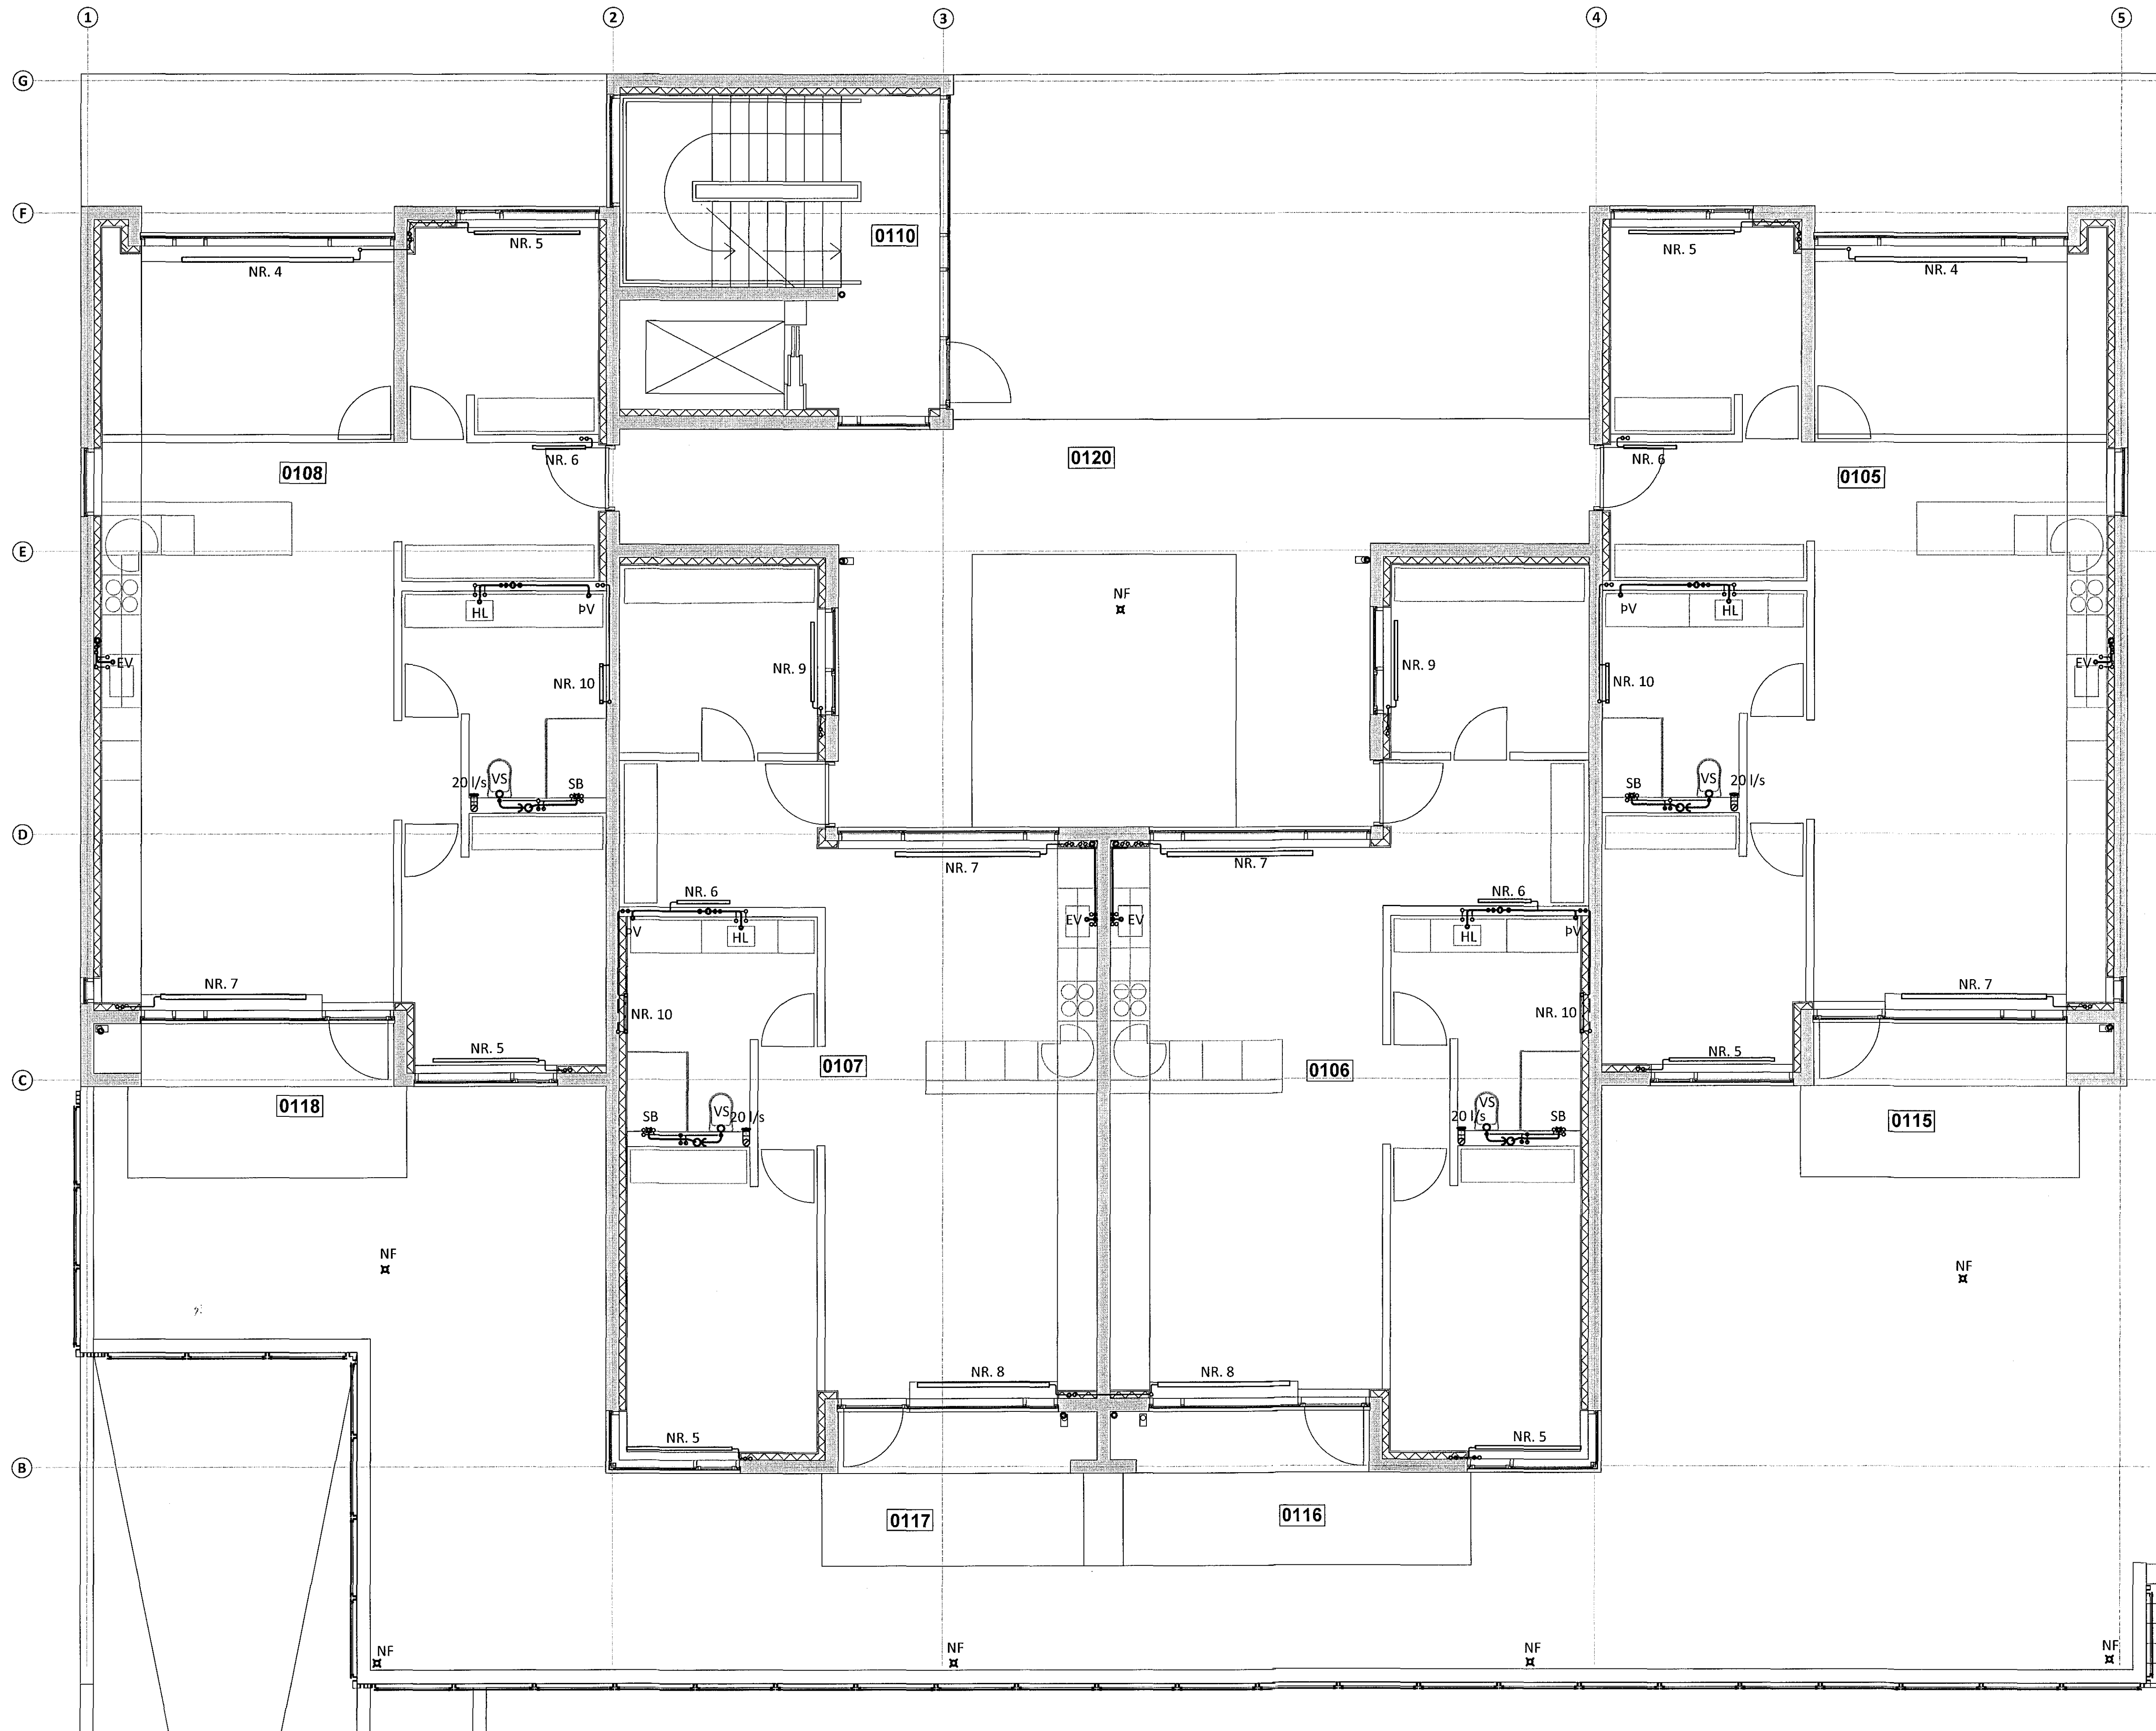 1
2
3
4
5
G
F
0110
NR. 5
NR. 4
NR. 5
NR. 4
NR. 6
0108
0120
NR. 6
0105
E
NF
HL
ÞV
ÞV
HL
EV
NR. 10
NR. 9
NR. 9
NR. 10
EV
20 l/s
VS
SB
SB
VS
20 l/s
D
NR. 7
NR. 7
NR. 6
NR. 6
ÞV
HL
EV
EV
HL
ÞV
NR. 7
NR. 10
NR. 10
NR. 7
NR. 5
0107
0106
NR. 5
C
0118
SB
VS
20 l/s
20 l/s
VS
SB
0115
NF
NF
NR. 8
NR. 8
NR. 5
NR. 5
B
0117
0116
NF
NF
NF
NF